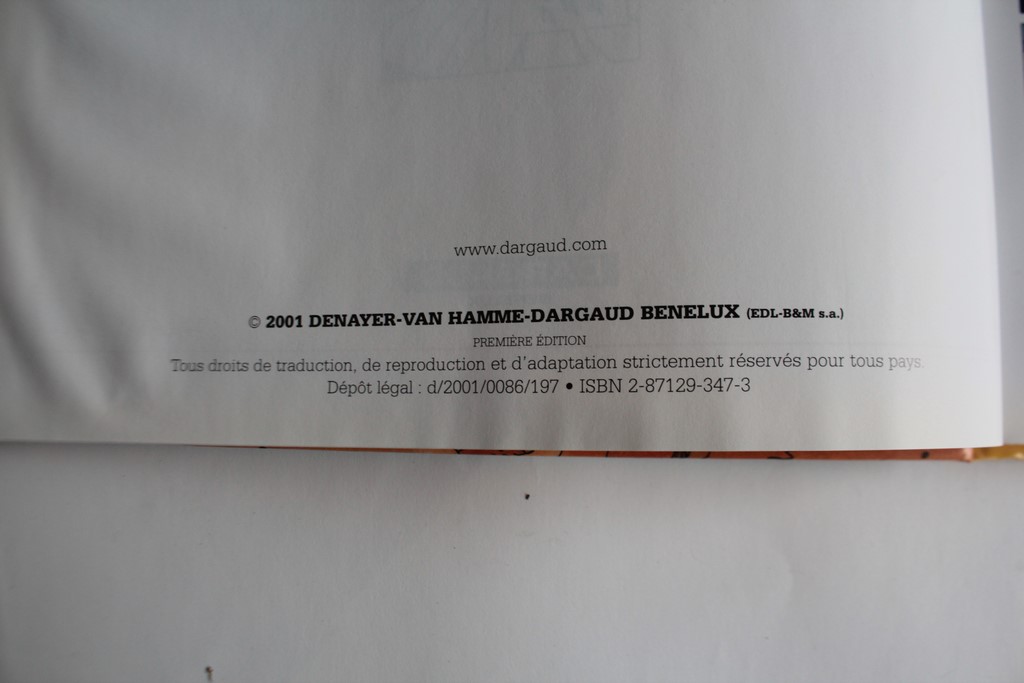 www.dargaud.com
© 2001 DENAYER-VAN HAMME-DARGAUD BENELUX (EDL-B&M s.a.)
PREMIÈRE ÉDITION
Tous droits de traduction, de reproduction et d'adaptation strictement réservés pour tous pays.
Dépôt légal : d/2001/0086/197 • ISBN 2-87129-347-3